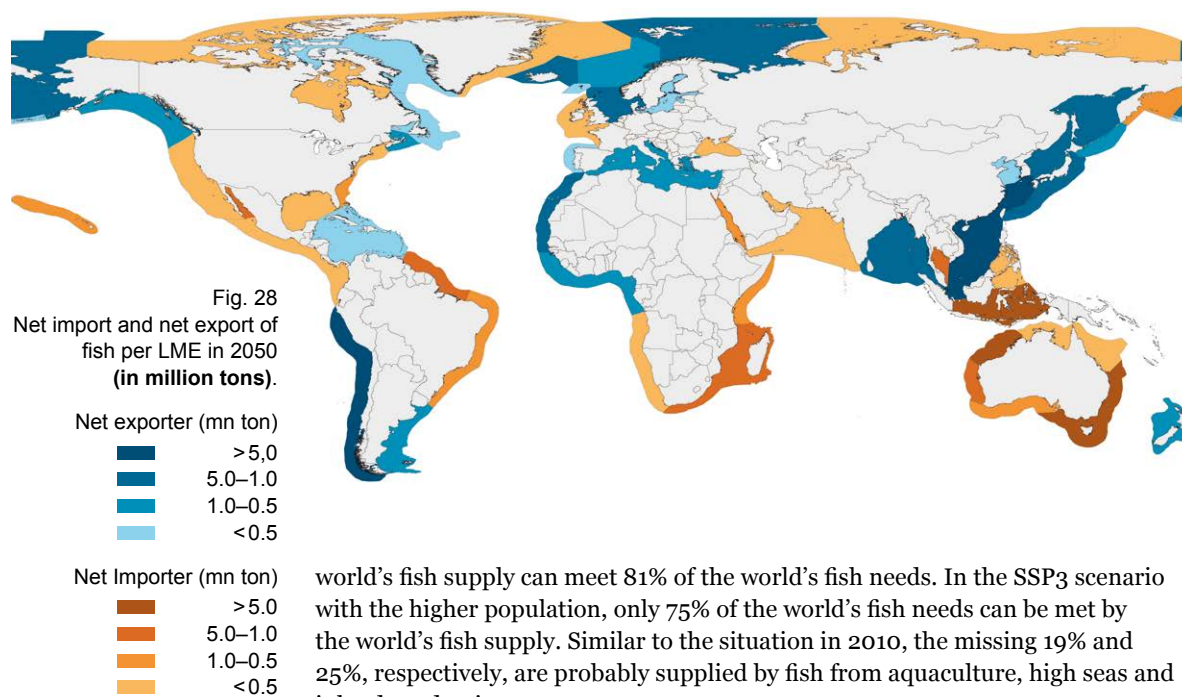 Fig. 28
Net import and net export of
fish per LME in 2050
(in million tons).
Net exporter (mn ton)
>5,0
5.0–1.0
1.0–0.5
<0.5
Net Importer (mn ton)
>5.0
5.0–1.0
1.0–0.5
<0.5
world’s fish supply can meet 81% of the world’s fish needs. In the SSP3 scenario
with the higher population, only 75% of the world’s fish needs can be met by
the world’s fish supply. Similar to the situation in 2010, the missing 19% and
25%, respectively, are probably supplied by fish from aquaculture, high seas and